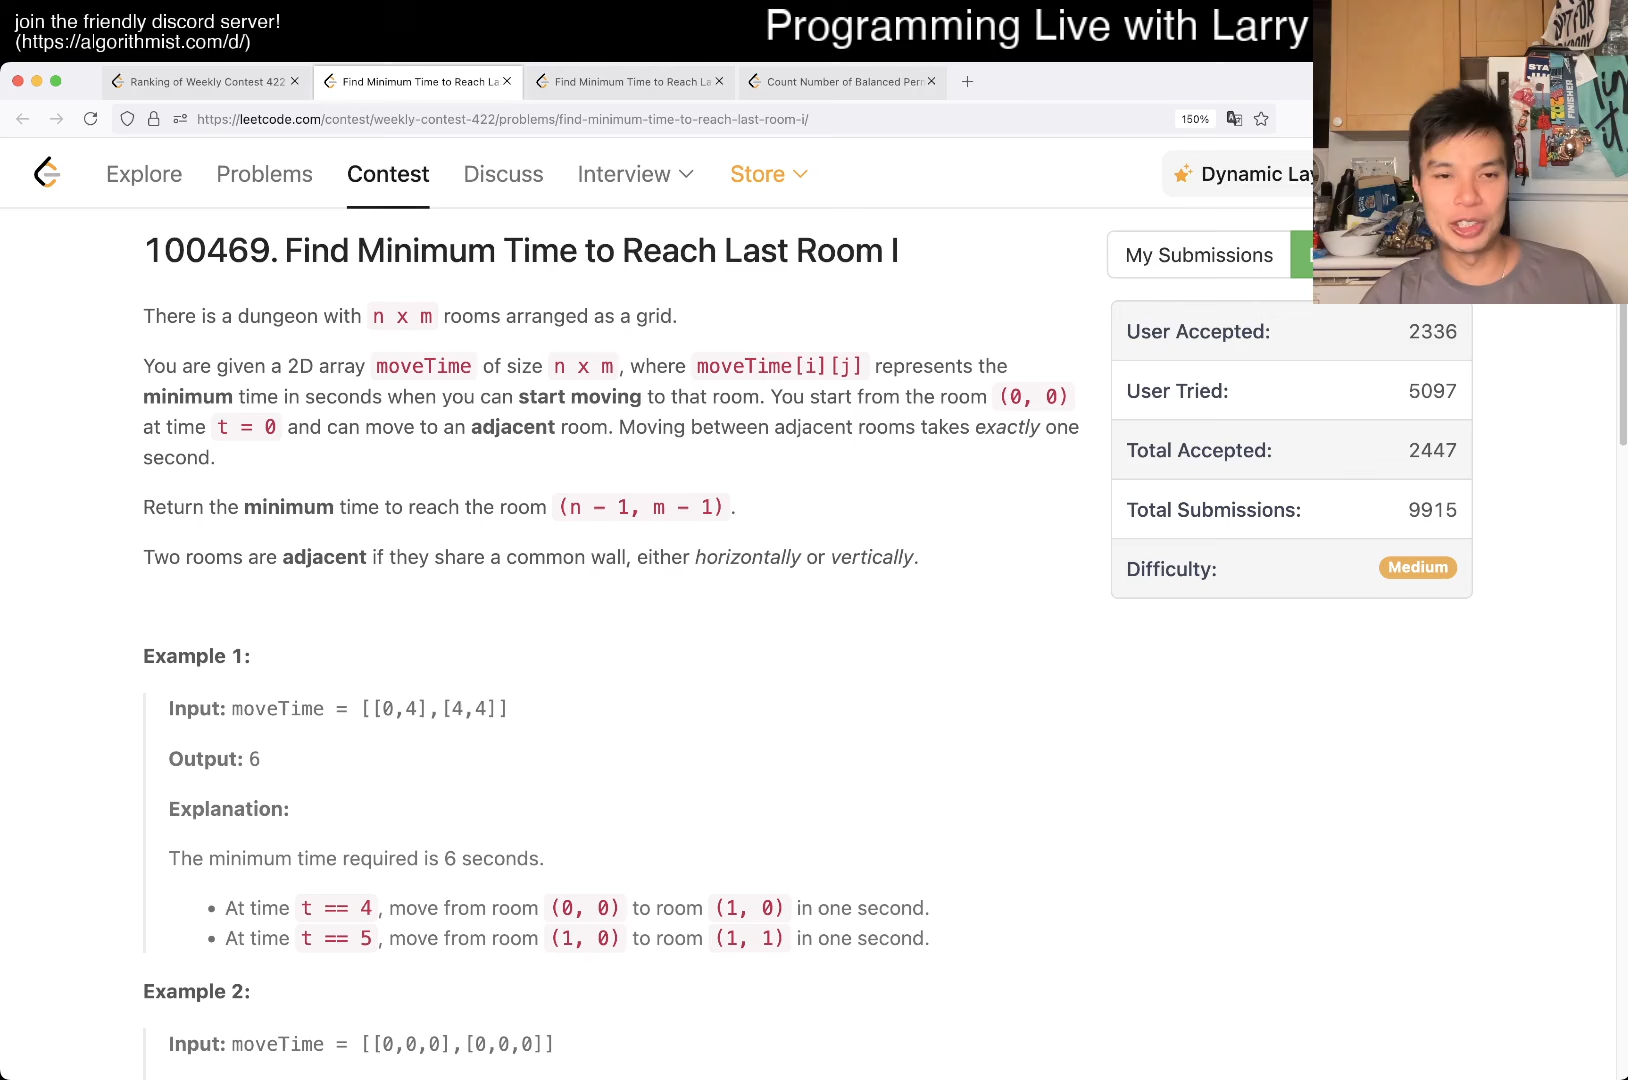 join the friendly discord server!
(https://algorithmist.com/d/)
Programming Live with Larry
Ranking of Weekly Contest 422
Find Minimum Time to Reach La
Find Minimum Time to Reach La
Count Number of Balanced Perr
https://leetcode.com/contest/weekly-contest-422/problems/find-minimum-time-to-reach-last-room-i/
150%
Explore
Problems
Contest
Discuss
Interview
Store
Dynamic Lay
100469. Find Minimum Time to Reach Last Room I
My Submissions
There is a dungeon with n x m rooms arranged as a grid.
You are given a 2D array moveTime of size n x m, where moveTime[i][j] represents the
minimum time in seconds when you can start moving to that room. You start from the room (0, 0)
at time t = 0 and can move to an adjacent room. Moving between adjacent rooms takes exactly one
second.
Return the minimum time to reach the room (n - 1, m - 1).
Two rooms are adjacent if they share a common wall, either horizontally or vertically.
User Accepted: 2336
User Tried: 5097
Total Accepted: 2447
Total Submissions: 9915
Difficulty: Medium
Example 1:
Input: moveTime = [[0,4],[4,4]]
Output: 6
Explanation:
The minimum time required is 6 seconds.
• At time t == 4, move from room (0, 0) to room (1, 0) in one second.
• At time t == 5, move from room (1, 0) to room (1, 1) in one second.
Example 2:
Input: moveTime = [[0,0,0],[0,0,0]]
FINISHER